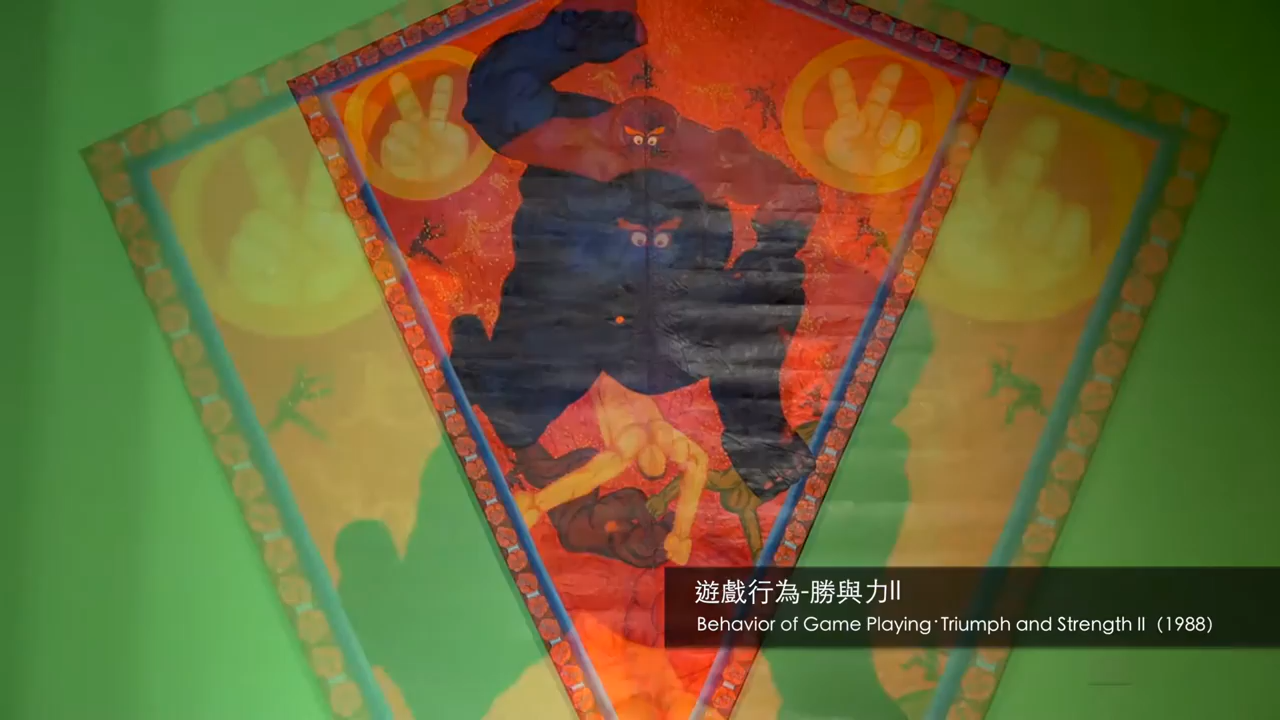 遊戲行為-勝與力II
Behavior of Game Playing·Triumph and Strength II (1988)